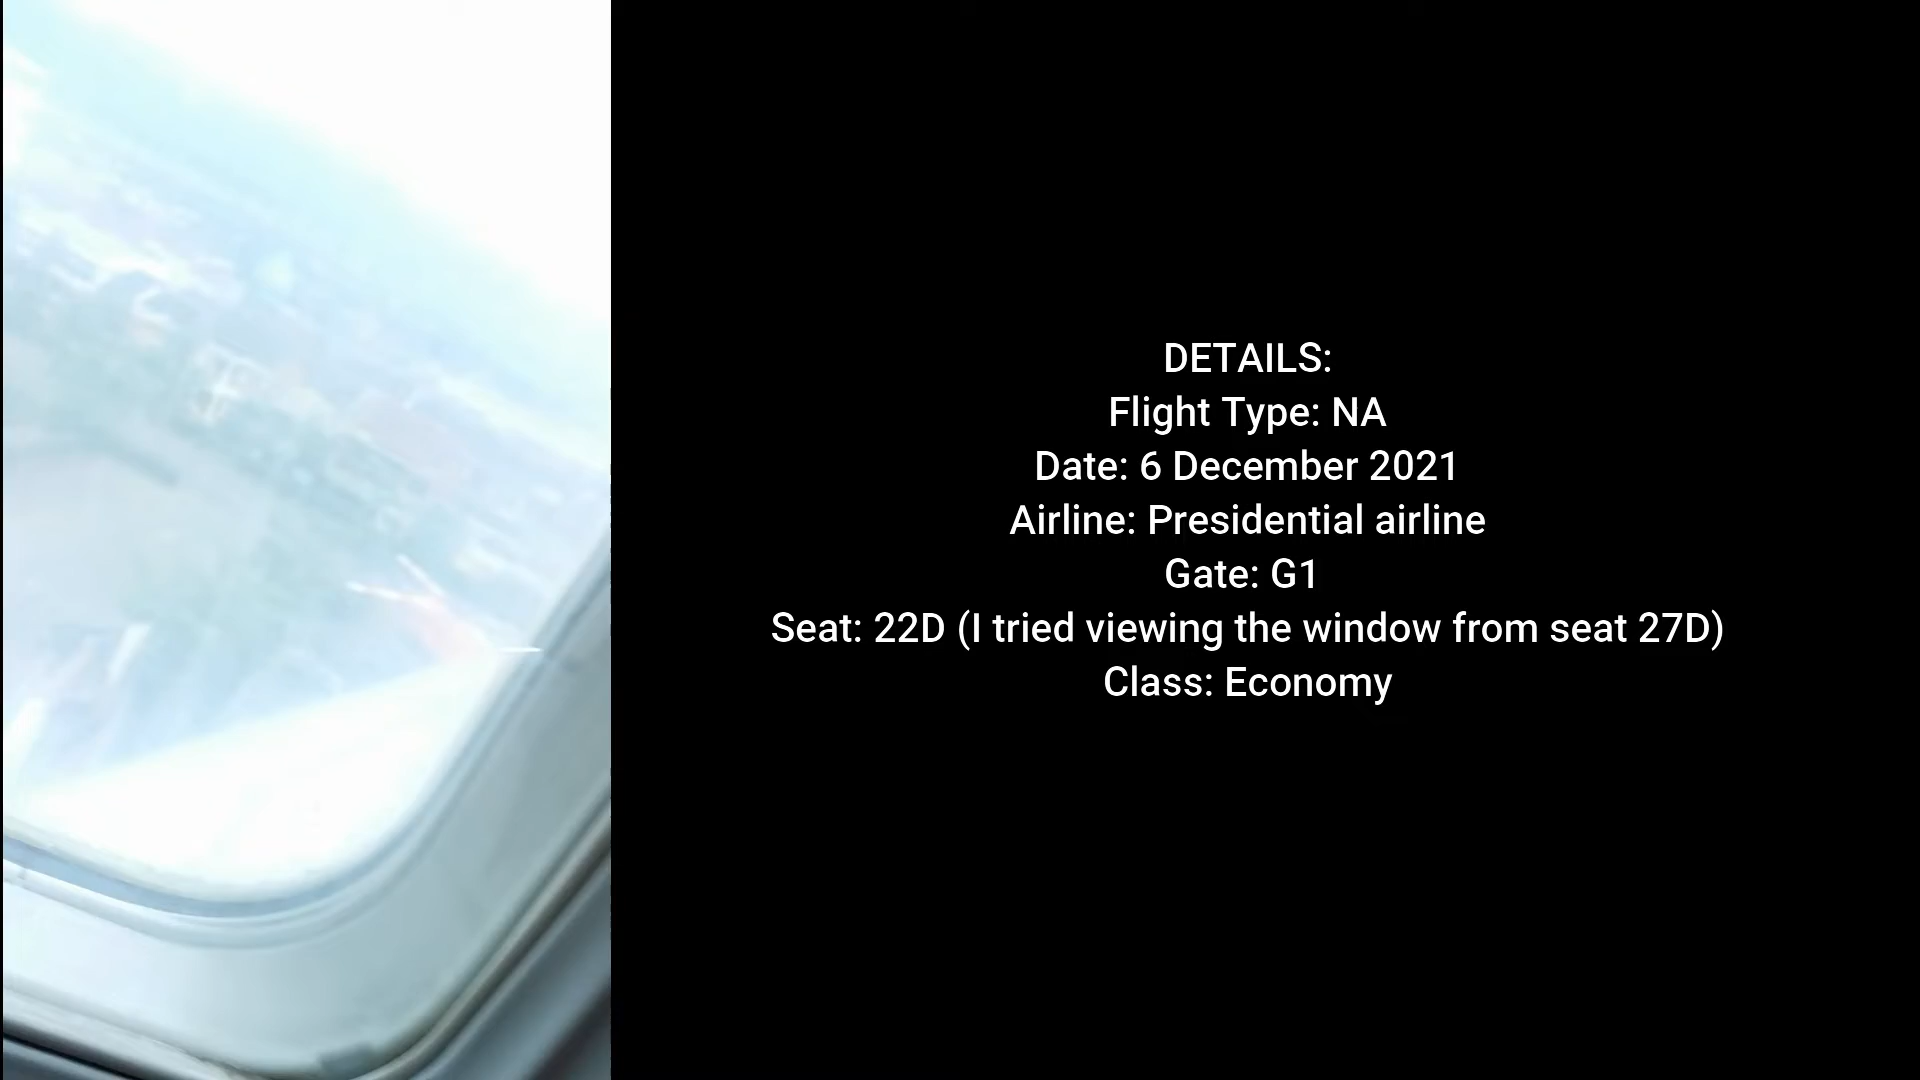 DETAILS:
Flight Type: NA
Date: 6 December 2021
Airline: Presidential airline
Gate: G1
Seat: 22D (I tried viewing the window from seat 27D)
Class: Economy